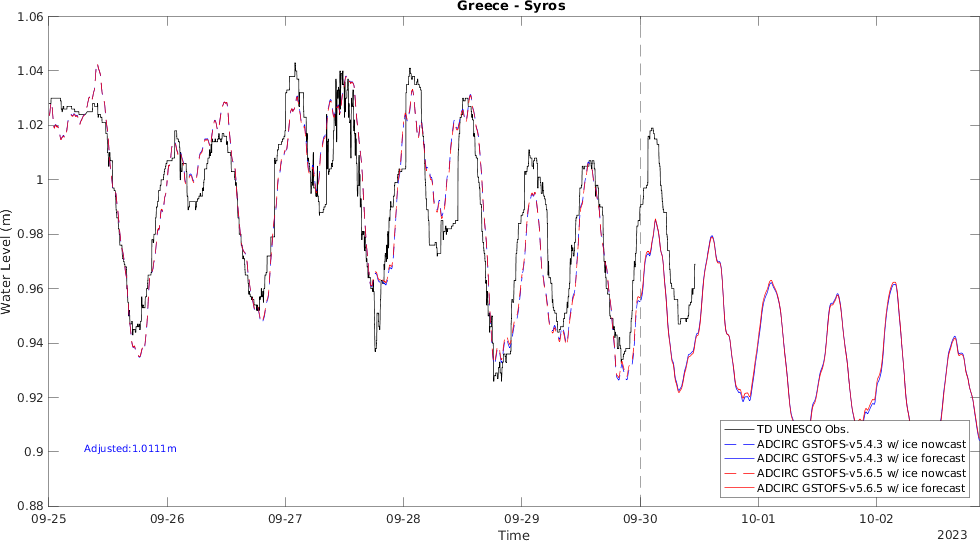 Greece - Syros
1.06
1.04
1.02
1
0.98
0.96
0.94
0.92
0.9
0.88
Water Level (m)
Adjusted:1.0111m
TD UNESCO Obs.
ADCIRC GSTOFS-v5.4.3 w/ ice nowcast
ADCIRC GSTOFS-v5.4.3 w/ ice forecast
ADCIRC GSTOFS-v5.6.5 w/ ice nowcast
ADCIRC GSTOFS-v5.6.5 w/ ice forecast
09-25 09-26 09-27 09-28 09-29 09-30 10-01 10-02
Time
2023